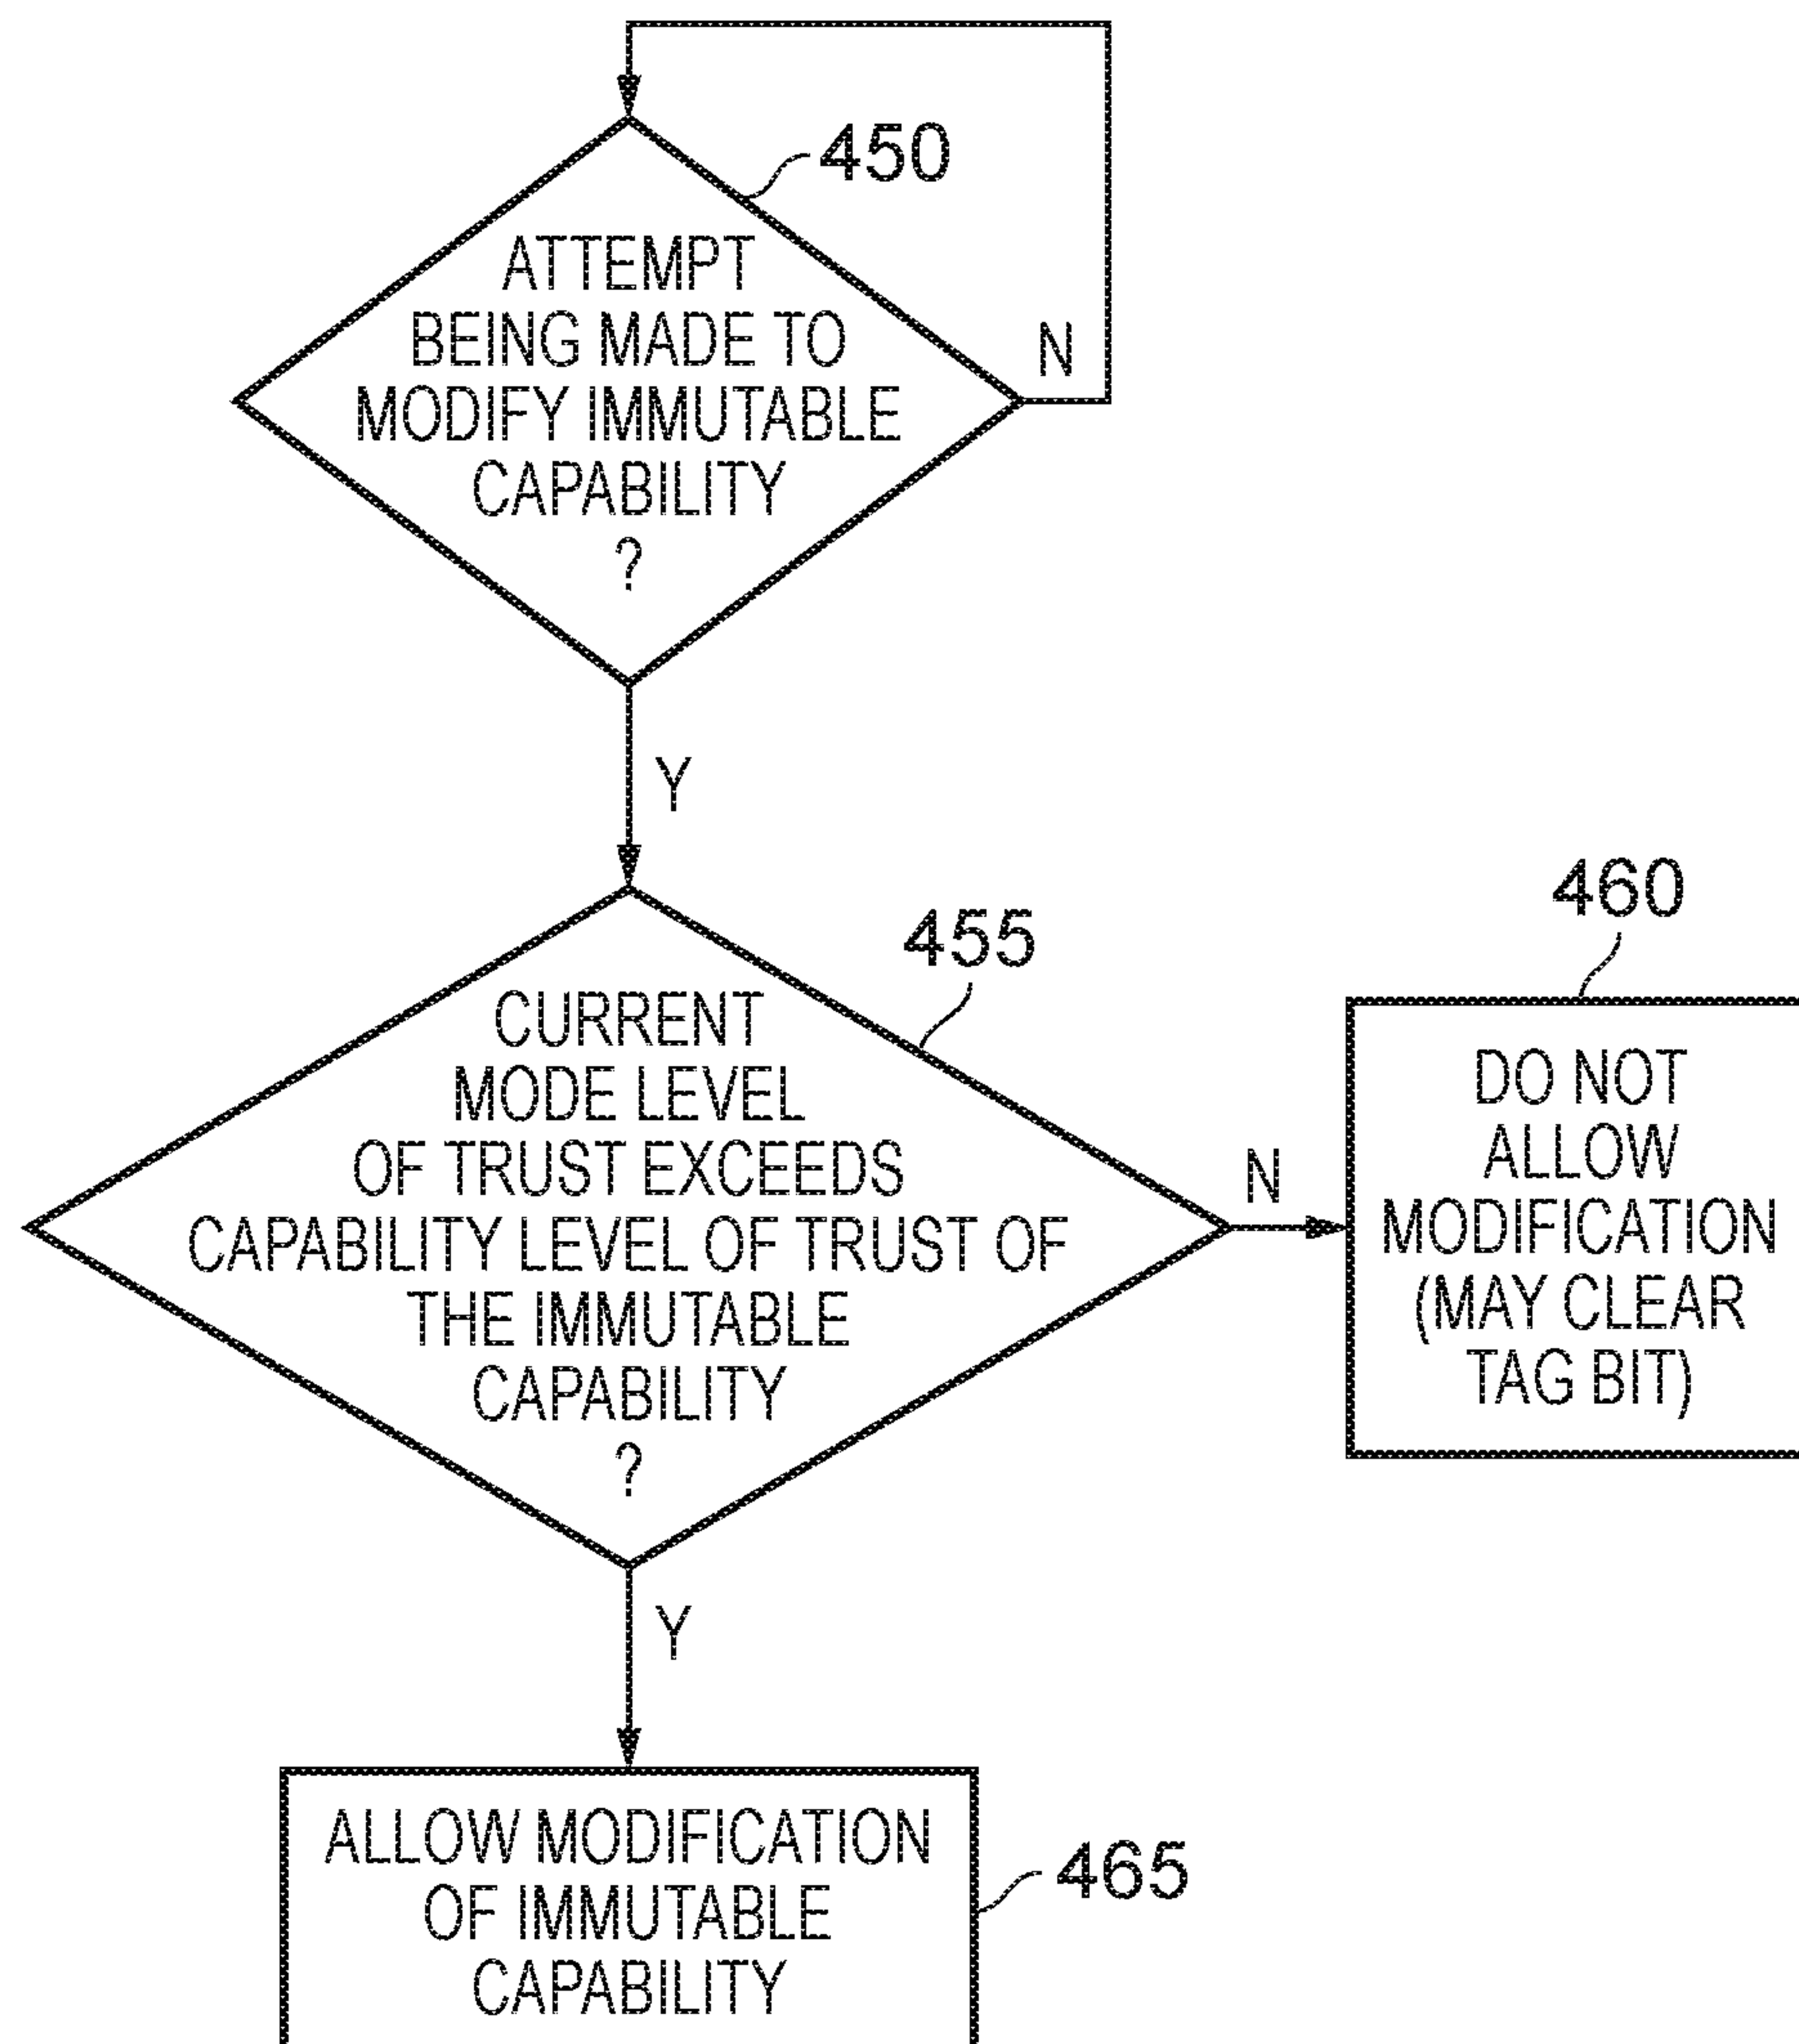 450
ATTEMPT
BEING MADE TO
MODIFY IMMUTABLE
CAPABILITY
?
N
Y
455
CURRENT
MODE LEVEL
OF TRUST EXCEEDS
CAPABILITY LEVEL OF TRUST OF
THE IMMUTABLE
CAPABILITY
?
N
460
DO NOT
ALLOW
MODIFICATION
(MAY CLEAR
TAG BIT)
Y
ALLOW MODIFICATION
OF IMMUTABLE
CAPABILITY
465